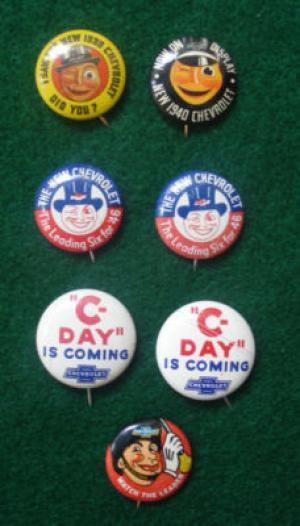 I SAW THE NEW 1939 CHEVROLET
DID YOU?
NOW ON DISPLAY
NEW 1940 CHEVROLET
THE NEW CHEVROLET
The Leading Six for '46
THE NEW CHEVROLET
The Leading Six for '46
"C-
DAY"
IS COMING
CHEVROLET
"C-
DAY"
IS COMING
CHEVROLET
WATCH THE LEADER